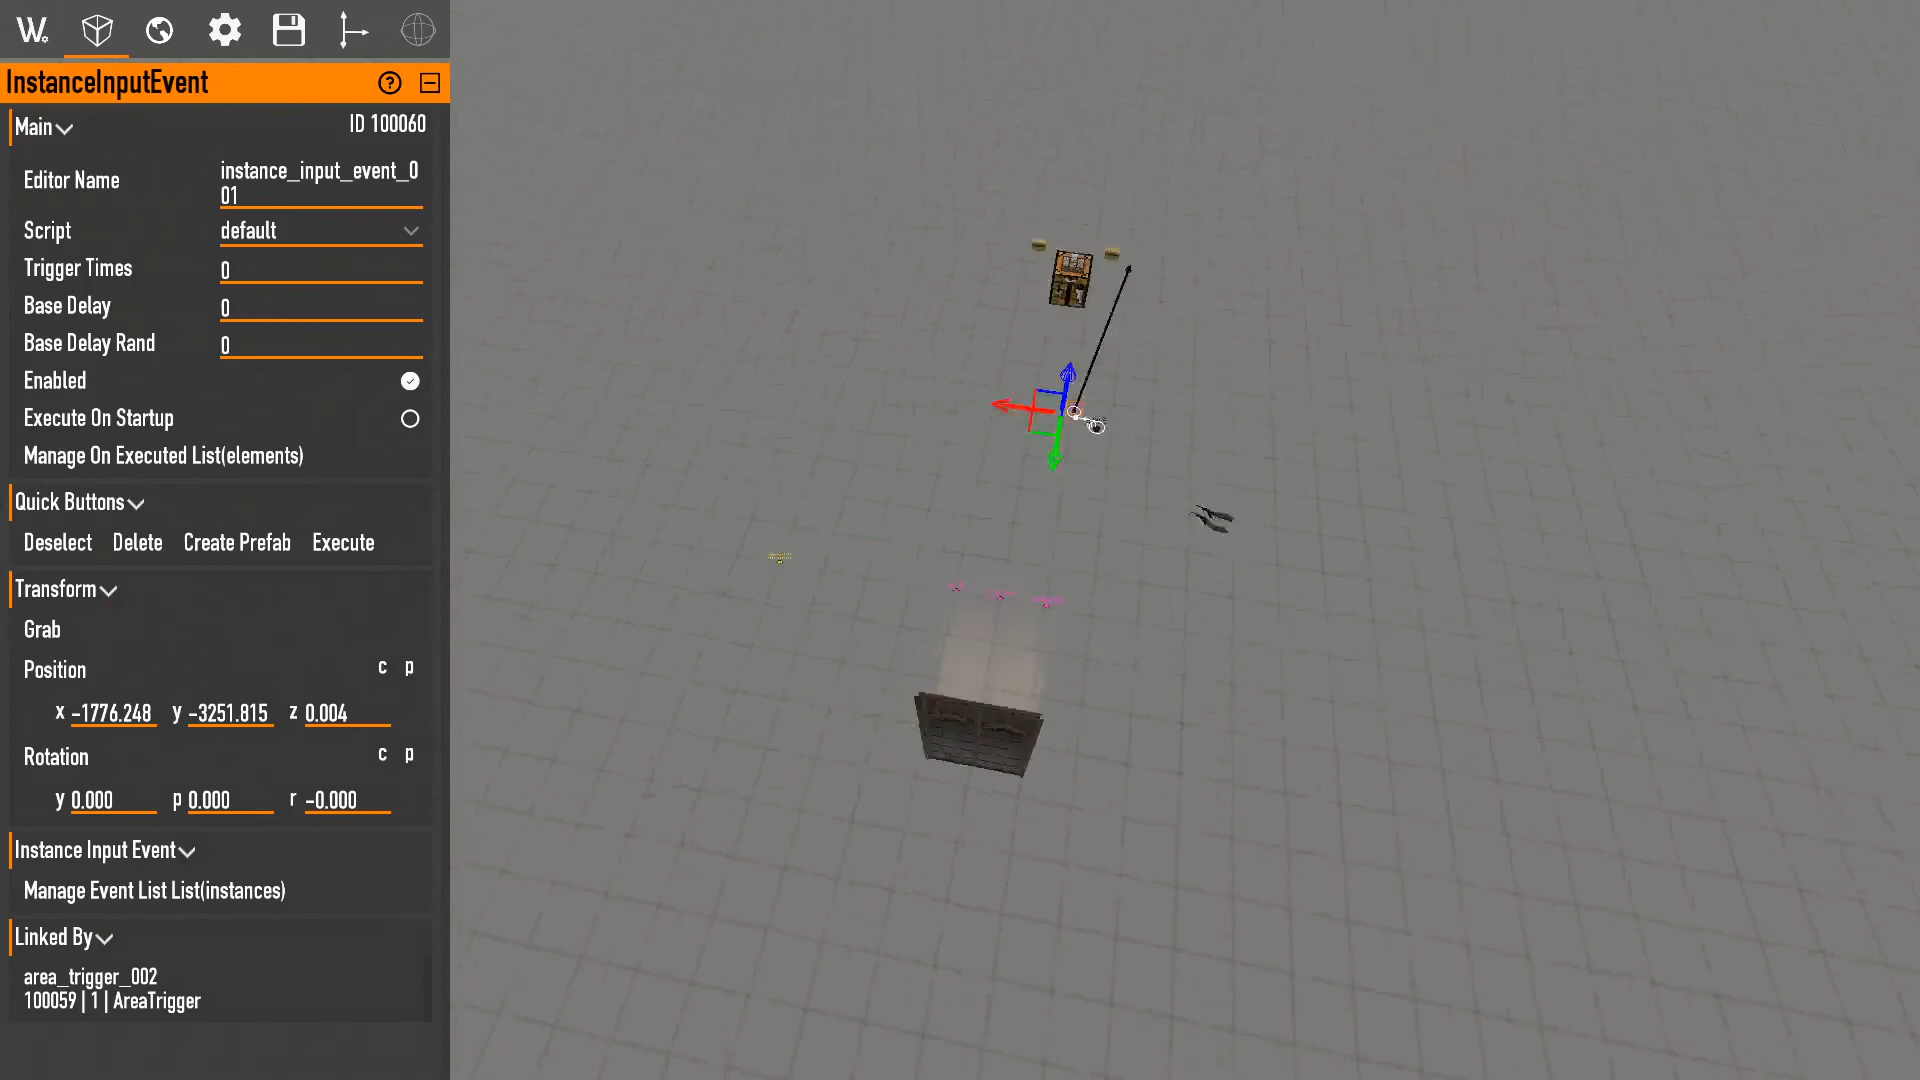 W.
InstanceInputEvent ?
Main ID 100060
Editor Name instance_input_event_0
01
Script default
Trigger Times 0
Base Delay 0
Base Delay Rand 0
Enabled
Execute On Startup
Manage On Executed List(elements)
Quick Buttons
Deselect Delete Create Prefab Execute
Transform
Grab
Position c p
x -1776.248 y -3251.815 z 0.004
Rotation c p
y 0.000 p 0.000 r -0.000
Instance Input Event
Manage Event List List(instances)
Linked By
area_trigger_002
100059 | 1 | AreaTrigger